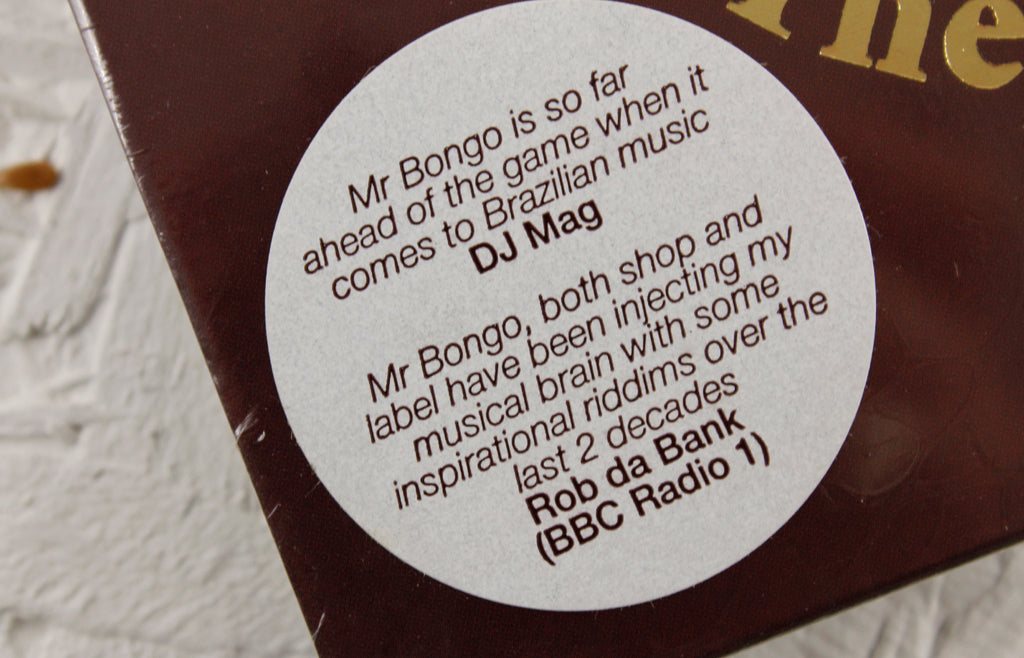 The
Mr Bongo is so far
ahead of the game when it
comes to Brazilian music
DJ Mag
Mr Bongo, both shop and
label have been injecting my
musical brain with some
inspirational riddims over the
last 2 decades
Rob da Bank
(BBC Radio 1)